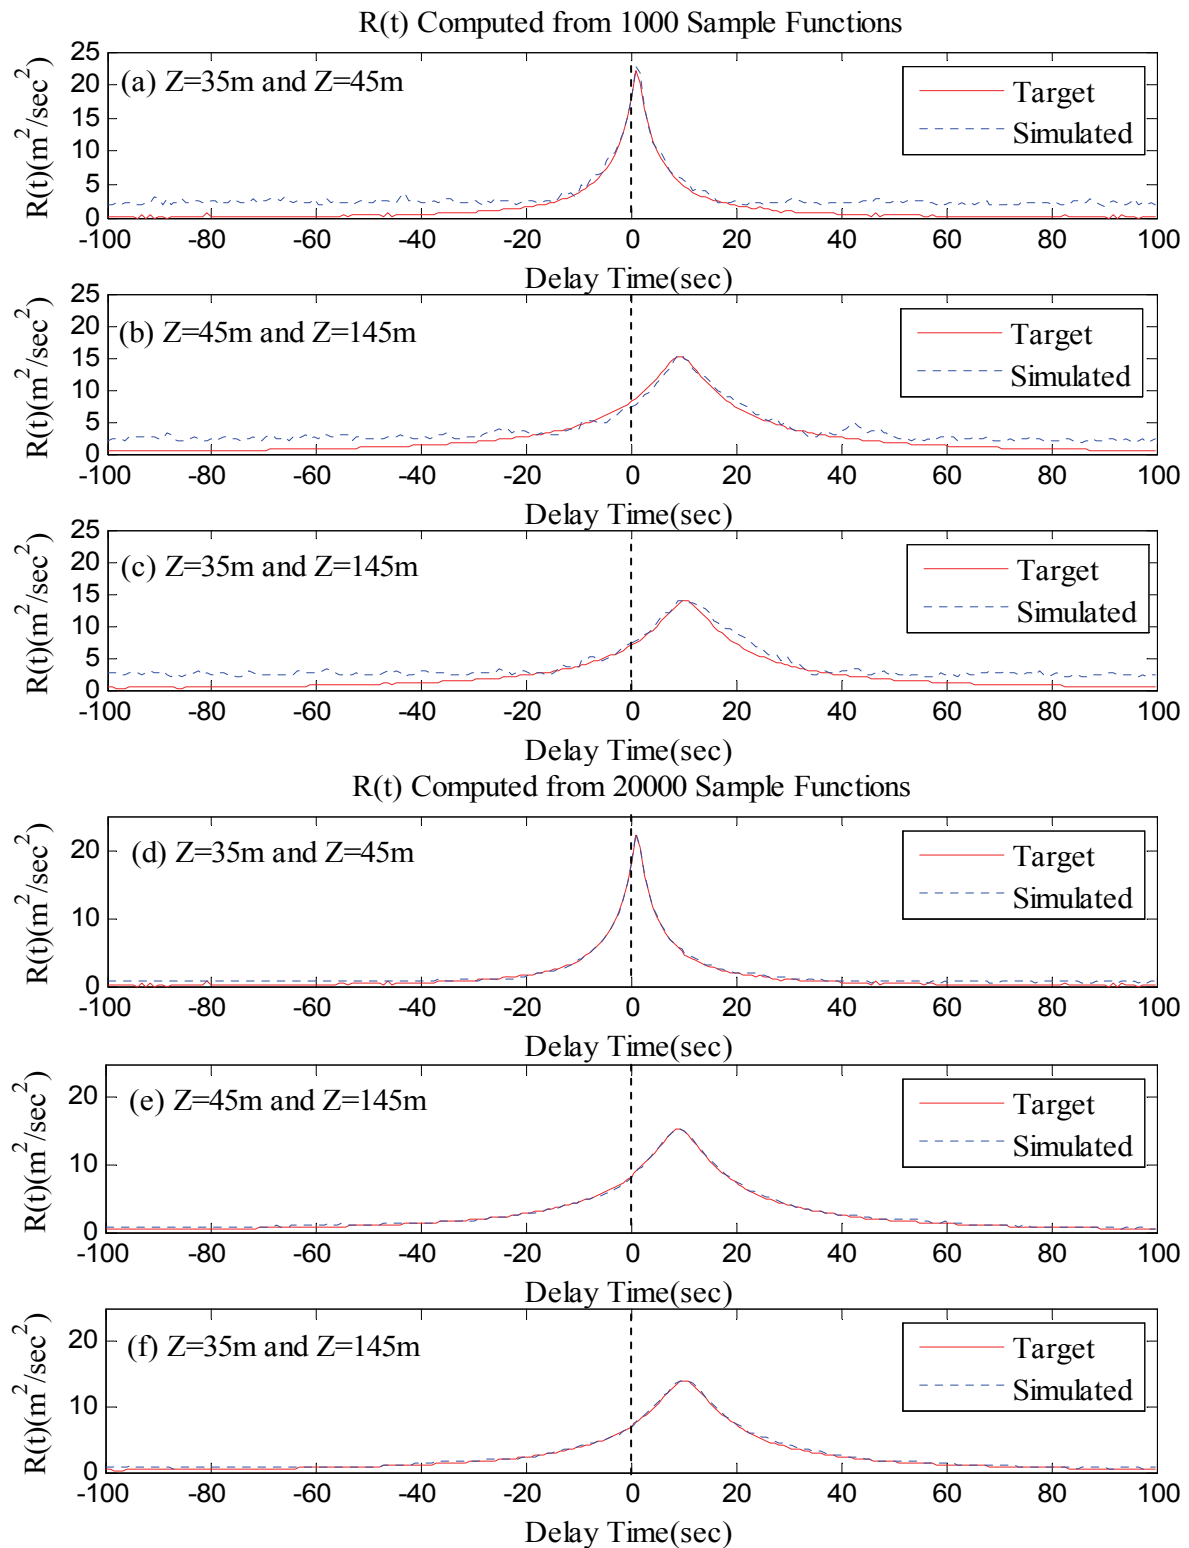 R(t) Computed from 1000 Sample Functions
R(t)(m²/sec²)
25
20
15
10
5
0
(a) Z=35m and Z=45m
Target
Simulated
-100 -80 -60 -40 -20 0 20 40 60 80 100
Delay Time(sec)
R(t)(m²/sec²)
25
20
15
10
5
0
(b) Z=45m and Z=145m
Target
Simulated
-100 -80 -60 -40 -20 0 20 40 60 80 100
Delay Time(sec)
R(t)(m²/sec²)
25
20
15
10
5
0
(c) Z=35m and Z=145m
Target
Simulated
-100 -80 -60 -40 -20 0 20 40 60 80 100
Delay Time(sec)
R(t) Computed from 20000 Sample Functions
R(t)(m²/sec²)
20
10
0
(d) Z=35m and Z=45m
Target
Simulated
-100 -80 -60 -40 -20 0 20 40 60 80 100
Delay Time(sec)
R(t)(m²/sec²)
20
10
0
(e) Z=45m and Z=145m
Target
Simulated
-100 -80 -60 -40 -20 0 20 40 60 80 100
Delay Time(sec)
R(t)(m²/sec²)
20
10
0
(f) Z=35m and Z=145m
Target
Simulated
-100 -80 -60 -40 -20 0 20 40 60 80 100
Delay Time(sec)